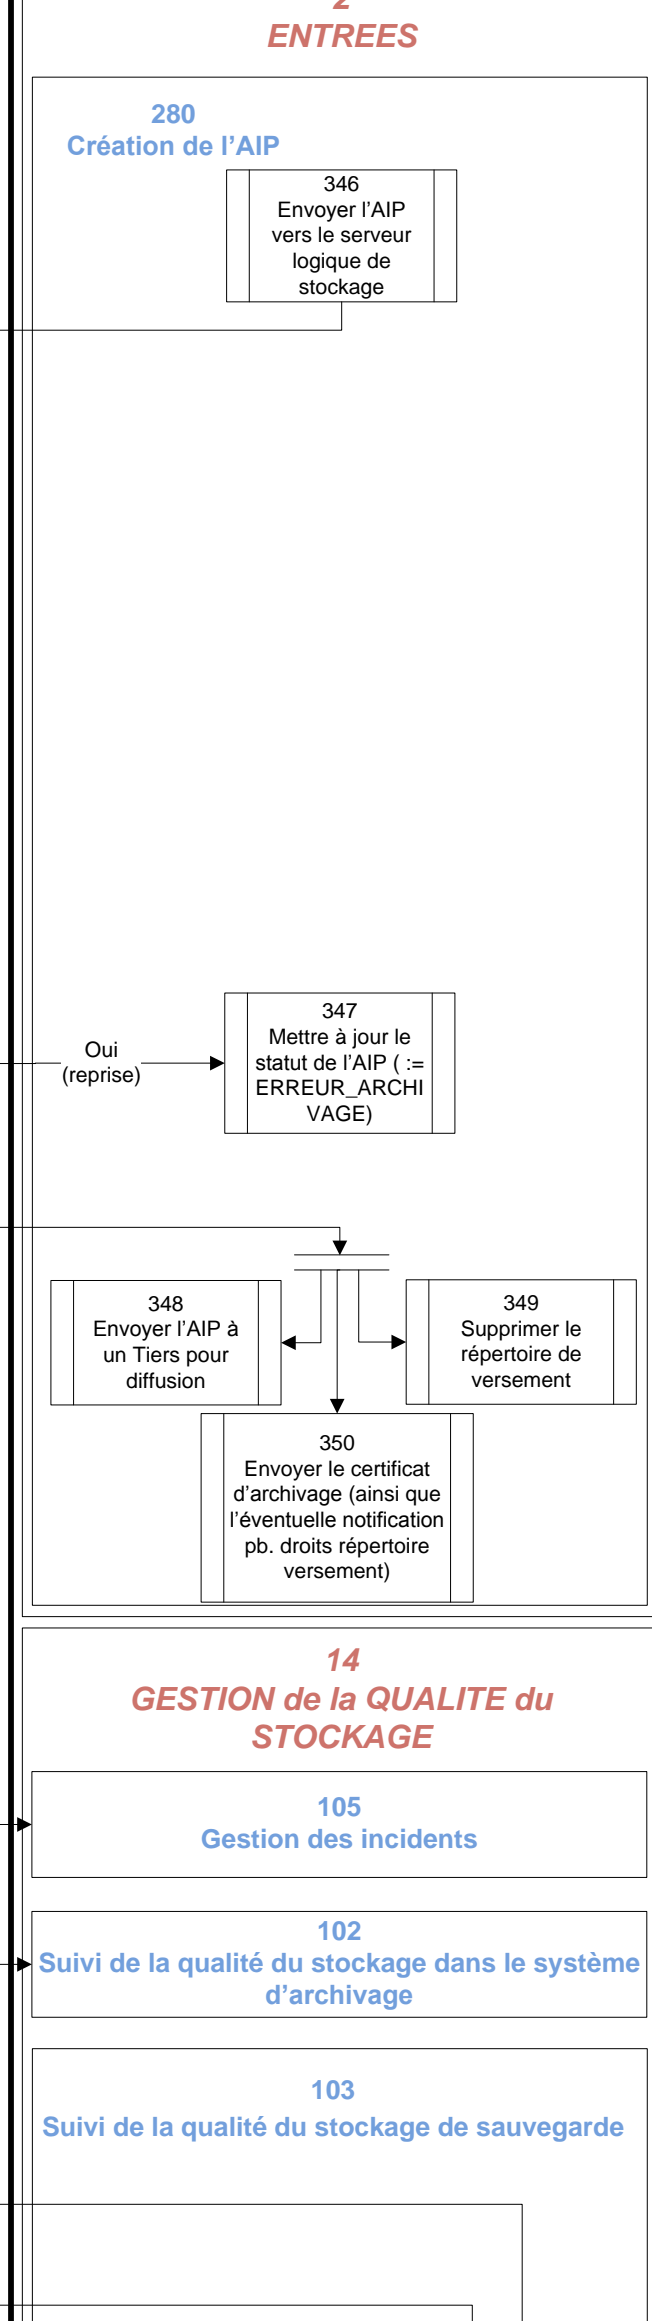 2
ENTREES
280
Création de l'AIP
346
Envoyer l'AIP
vers le serveur
logique de
stockage
Oui
(reprise)
347
Mettre à jour le
statut de l'AIP ( :=
ERREUR_ARCHI
VAGE)
348
Envoyer l'AIP à
un Tiers pour
diffusion
349
Supprimer le
répertoire de
versement
350
Envoyer le certificat
d'archivage (ainsi que
l'éventuelle notification
pb. droits répertoire
versement)
14
GESTION de la QUALITE du
STOCKAGE
105
Gestion des incidents
102
Suivi de la qualité du stockage dans le système
d'archivage
103
Suivi de la qualité du stockage de sauvegarde